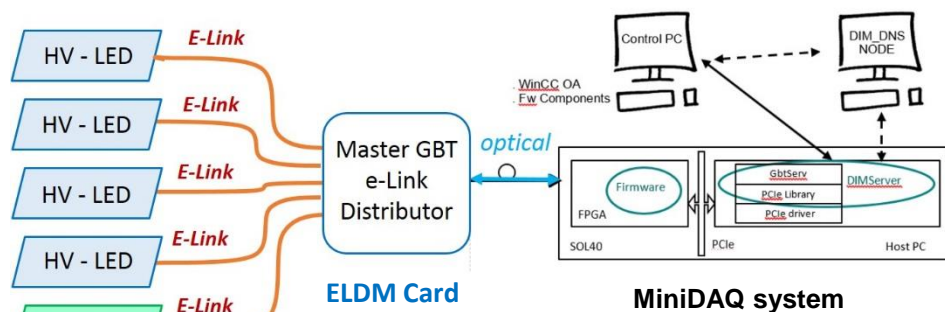 HV - LED
E-Link
HV - LED
E-Link
HV - LED
E-Link
HV - LED
E-Link
E-Link
Master GBT
e-Link
Distributor
ELDM Card
optical
Control PC
DIM_DNS
NODE
. WinCC OA
. Fw Components
Firmware
FPGA
SOL40
PCIe
GbtServ
PCIe Library
PCIe driver
DIMServer
Host PC
MiniDAQ system